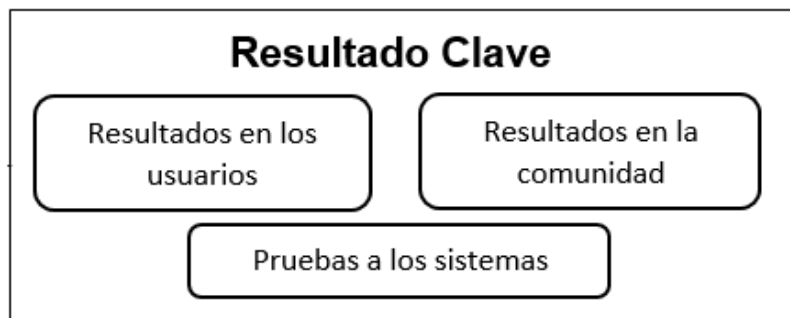 Resultado Clave
Resultados en los
usuarios
Resultados en la
comunidad
Pruebas a los sistemas